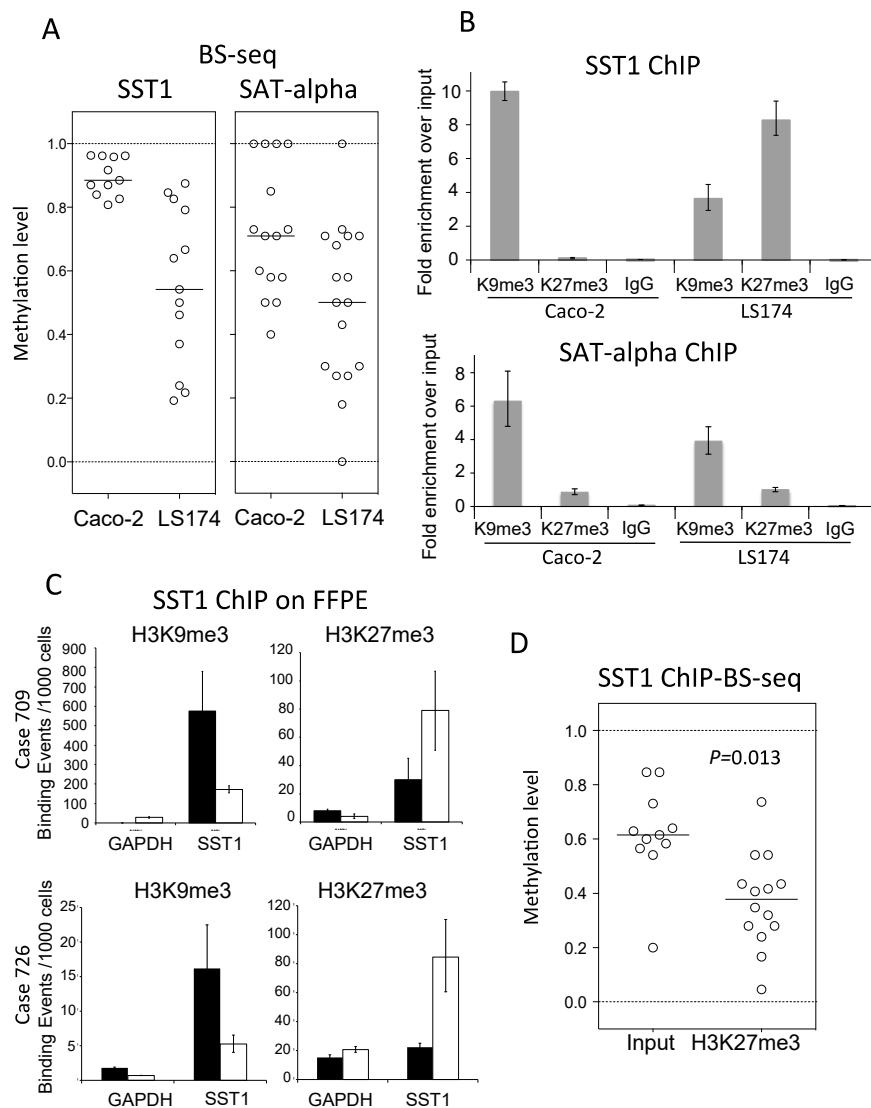 A
BS-seq
SST1 SAT-alpha
Methylation level
1.0
0.8
0.6
0.4
0.2
0.0
Caco-2 LS174 Caco-2 LS174
B
SST1 ChIP
Fold enrichment over input
10
8
6
4
2
0
K9me3 K27me3 IgG K9me3 K27me3 IgG
Caco-2 LS174
SAT-alpha ChIP
Fold enrichment over input
8
6
4
2
0
K9me3 K27me3 IgG K9me3 K27me3 IgG
Caco-2 LS174
C
SST1 ChIP on FFPE
H3K9me3 H3K27me3
Case 709
Binding Events /1000 cells
900
800
700
600
500
400
300
200
100
0
GAPDH SST1
120
100
80
60
40
20
0
GAPDH SST1
H3K9me3 H3K27me3
Case 726
Binding Events /1000 cells
25
20
15
10
5
GAPDH SST1
120
100
80
60
40
20
0
GAPDH SST1
D
SST1 ChIP-BS-seq
Methylation level
1.0
0.8
0.6
0.4
0.2
0.0
P=0.013
Input H3K27me3